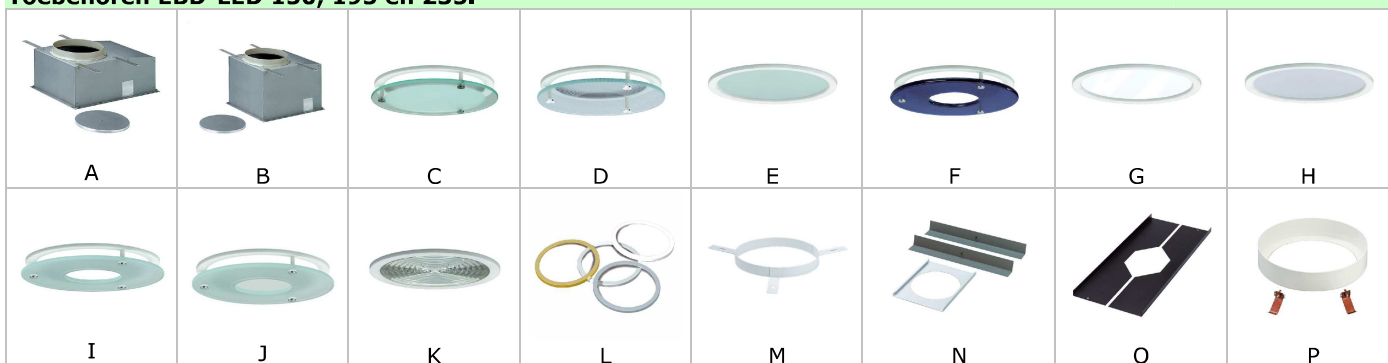 Toebehoren LBD-LED 150, 195 en 235.
A B C D E F G H
I J K L M N O P